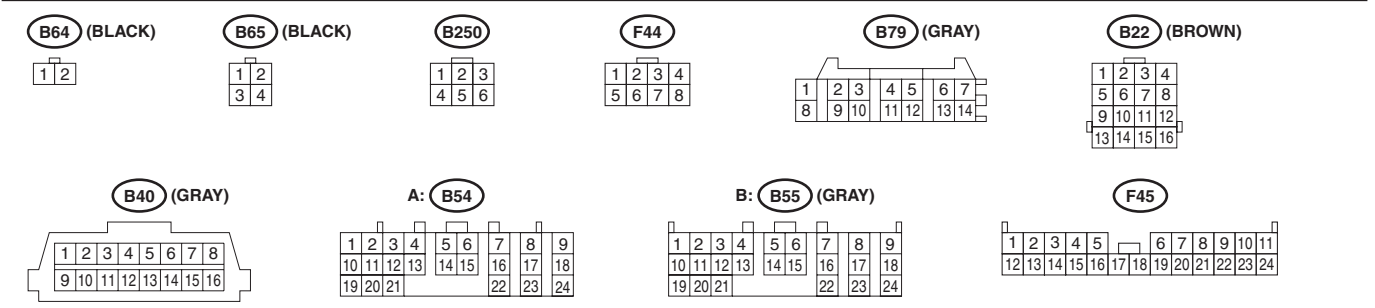 B64 (BLACK) B65 (BLACK) B250 F44 B79 (GRAY) B22 (BROWN)
1 2
1 2
3 4
1 2 3
4 5 6
1 2 3 4
5 6 7 8
1 2 3 4 5 6 7
8 9 10 11 12 13 14
1 2 3 4
5 6 7 8
9 10 11 12
13 14 15 16
B40 (GRAY) A: B54 B: B55 (GRAY) F45
1 2 3 4 5 6 7 8
9 10 11 12 13 14 15 16
1 2 3 4 5 6 7 8 9
10 11 12 13 14 15 16 17 18
19 20 21 22 23 24
1 2 3 4 5 6 7 8 9
10 11 12 13 14 15 16 17 18
19 20 21 22 23 24
1 2 3 4 5 6 7 8 9 10 11
12 13 14 15 16 17 18 19 20 21 22 23 24